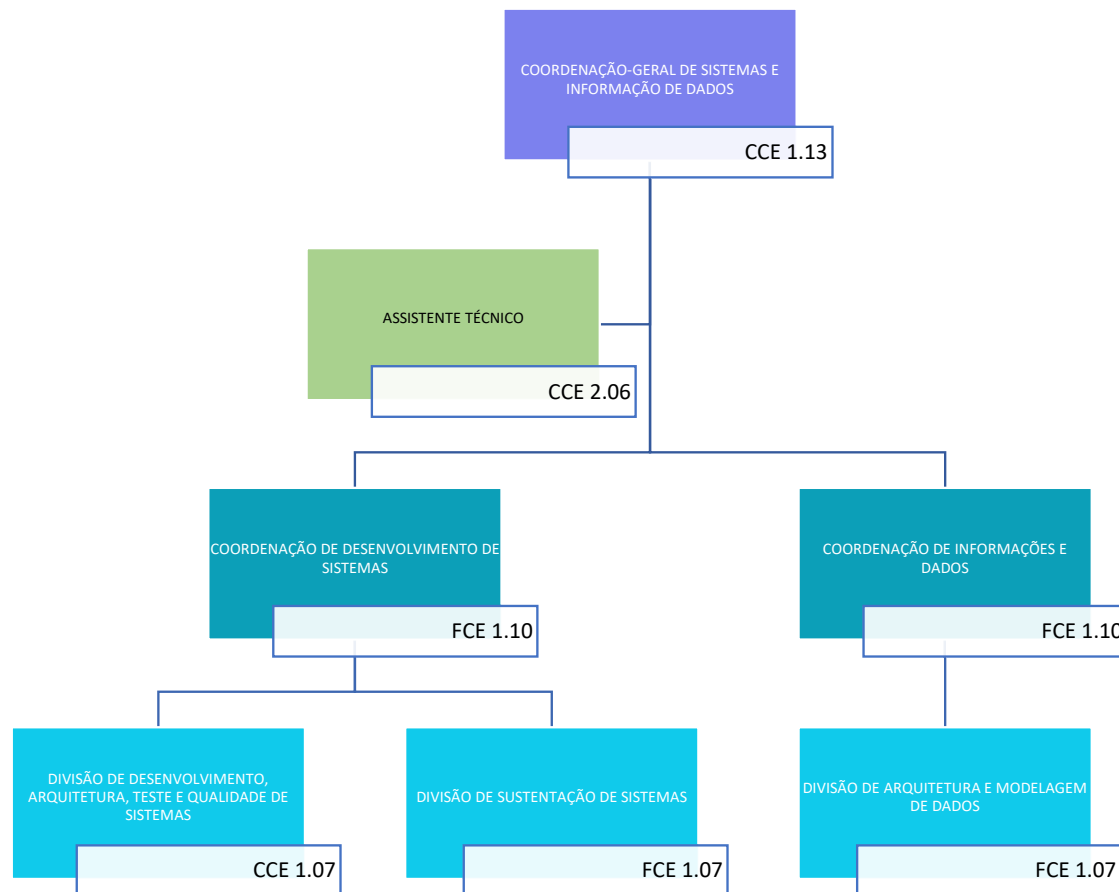 COORDENAÇÃO-GERAL DE SISTEMAS E
INFORMAÇÃO DE DADOS
CCE 1.13
ASSISTENTE TÉCNICO
CCE 2.06
COORDENAÇÃO DE DESENVOLVIMENTO DE
SISTEMAS
FCE 1.10
COORDENAÇÃO DE INFORMAÇÕES E
DADOS
FCE 1.10
DIVISÃO DE DESENVOLVIMENTO,
ARQUITETURA, TESTE E QUALIDADE DE
SISTEMAS
CCE 1.07
DIVISÃO DE SUSTENTAÇÃO DE SISTEMAS
FCE 1.07
DIVISÃO DE ARQUITETURA E MODELAGEM
DE DADOS
FCE 1.07